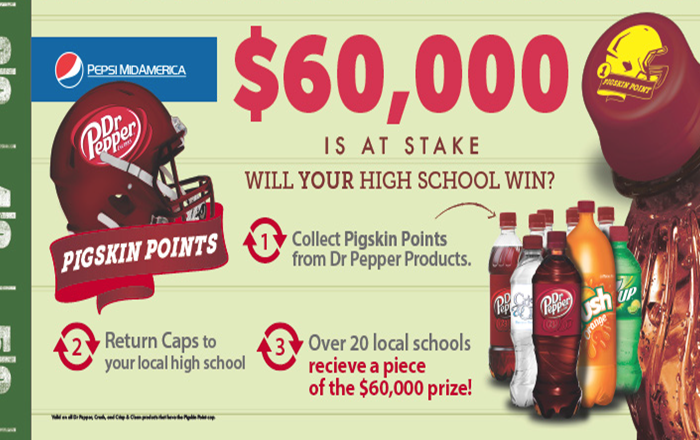 PEPSI MIDAMERICA
$60,000
IS AT STAKE
WILL YOUR HIGH SCHOOL WIN?
Dr
Pepper
PIGSKIN POINTS
1
Collect Pigskin Points
from Dr Pepper Products.
2
Return Caps to
your local high school
3
Over 20 local schools
recieve a piece
of the $60,000 prize!
PIGSKIN POINT
Dr
Pepper
Dr
Pepper
ush
Orange
UP
Valid on all Dr Pepper, Crush, and Crisp & Clean products that have the Pigskin Point cap.